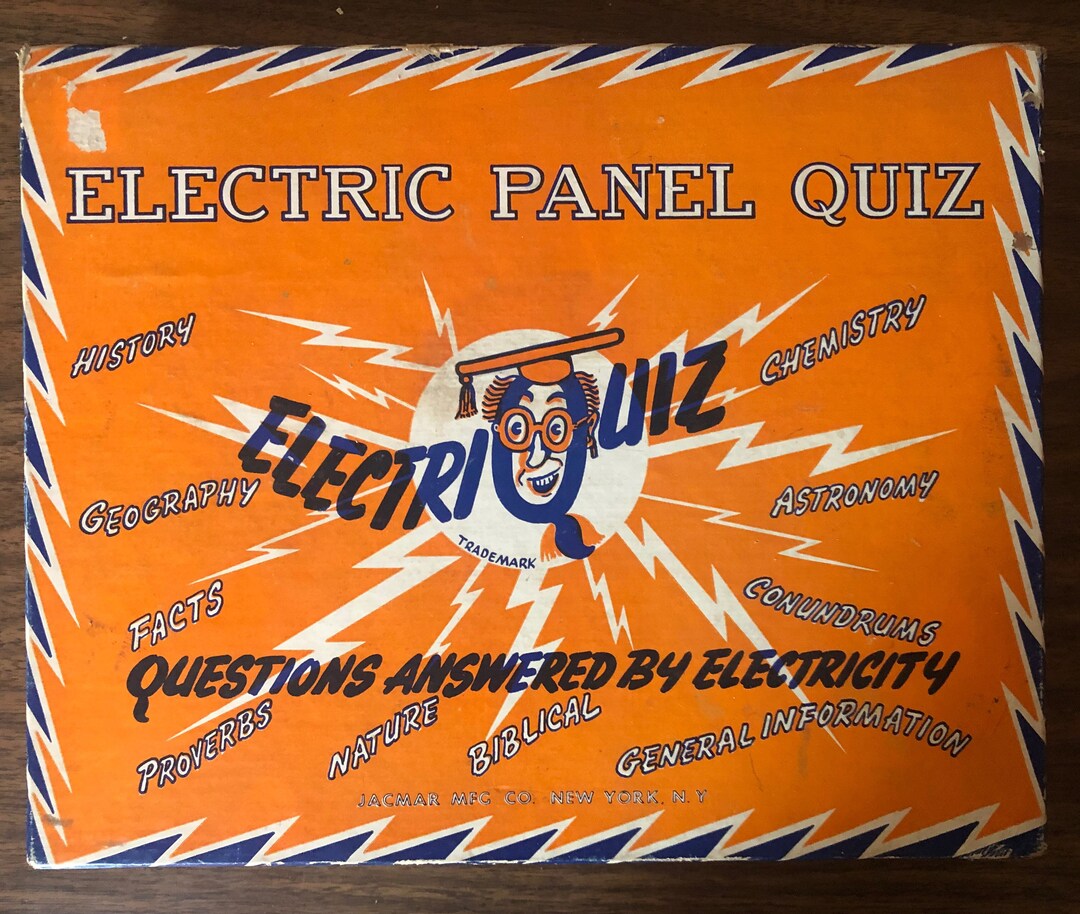 ELECTRIC PANEL QUIZ
HISTORY
CHEMISTRY
ELECTRIQUIZ
GEOGRAPHY
ASTRONOMY
TRADEMARK
FACTS
CONUNDRUMS
QUESTIONS ANSWERED BY ELECTRICITY
PROVERBS
NATURE
BIBLICAL
GENERAL INFORMATION
JACMAR MFG. CO. NEW YORK, N.Y